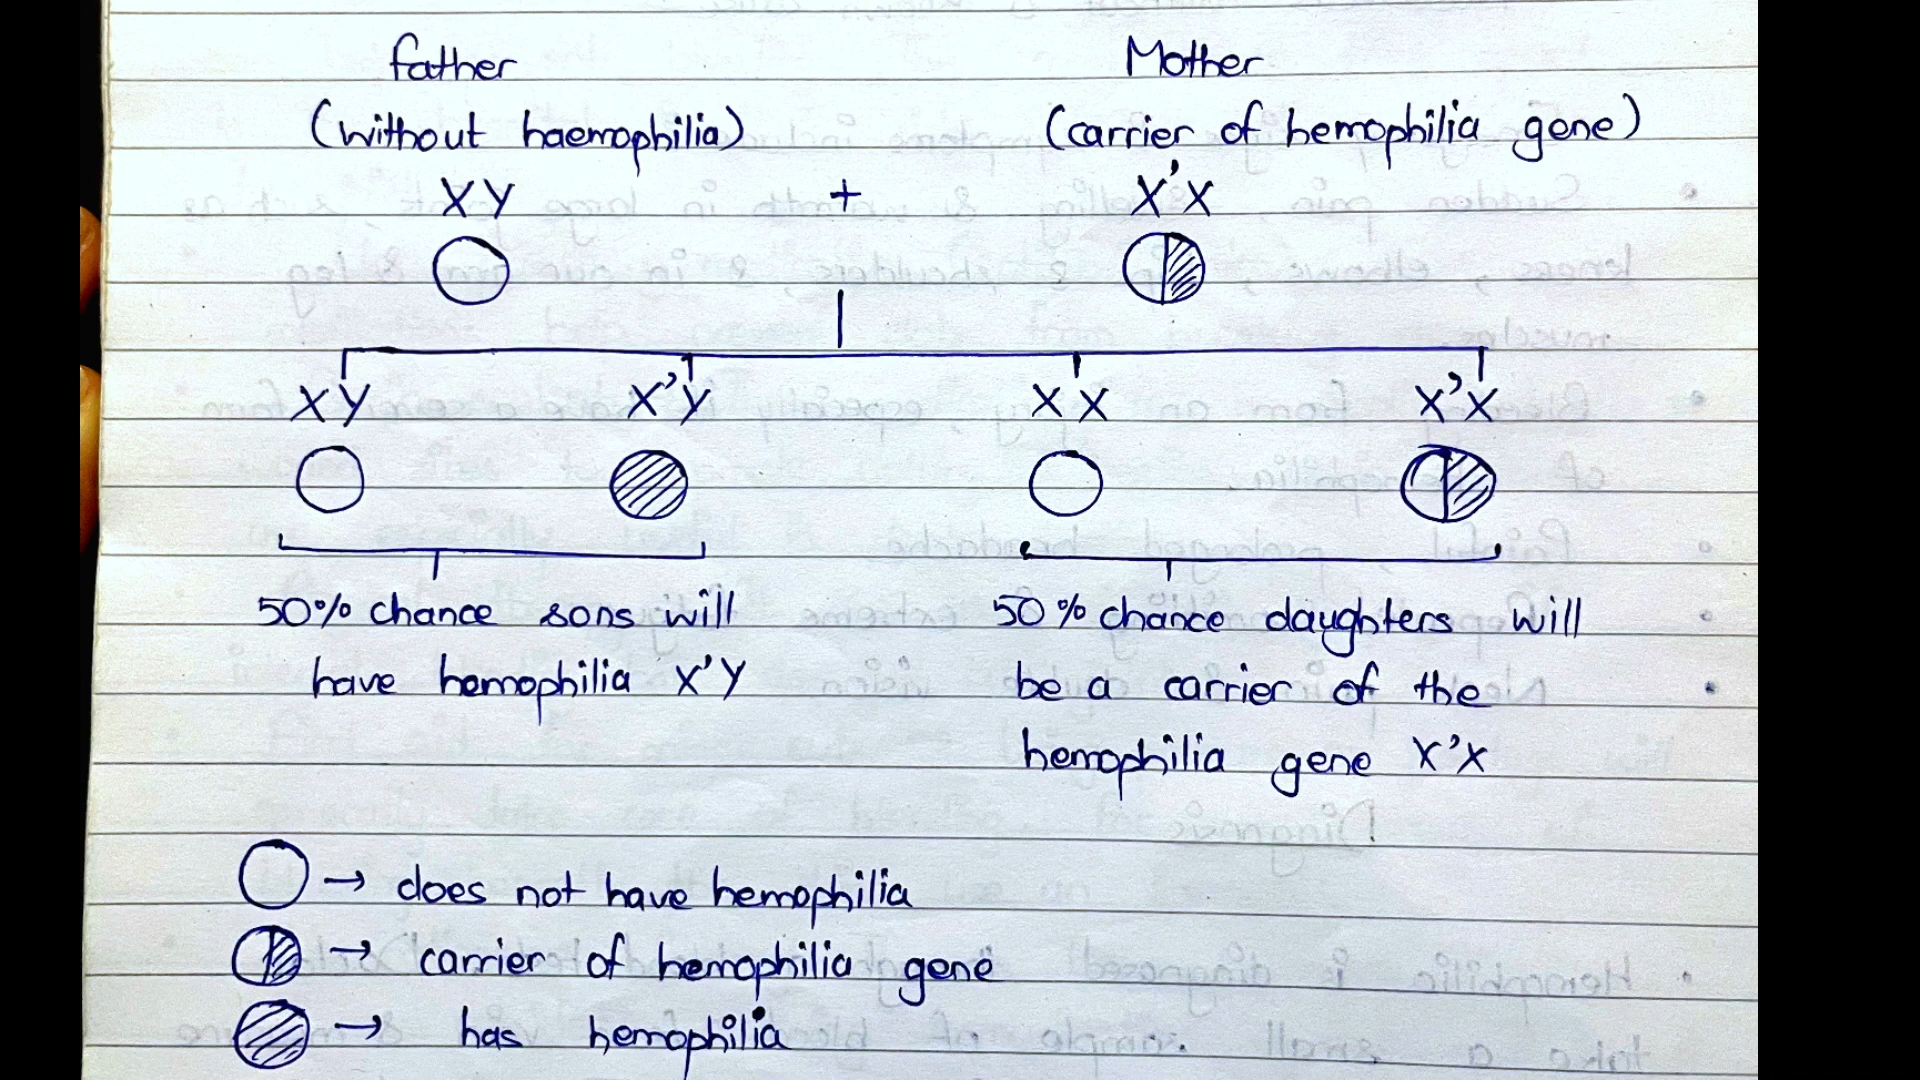 father Mother
(without haemophilia) (carrier of hemophilia gene)
XY + X'X
XY X'Y XX X'X
50% chance sons will 50% chance daughters will
have hemophilia X'Y be a carrier of the
hemophilia gene X'X
→ does not have hemophilia
→ carrier of hemophilia gene
→ has hemophilia